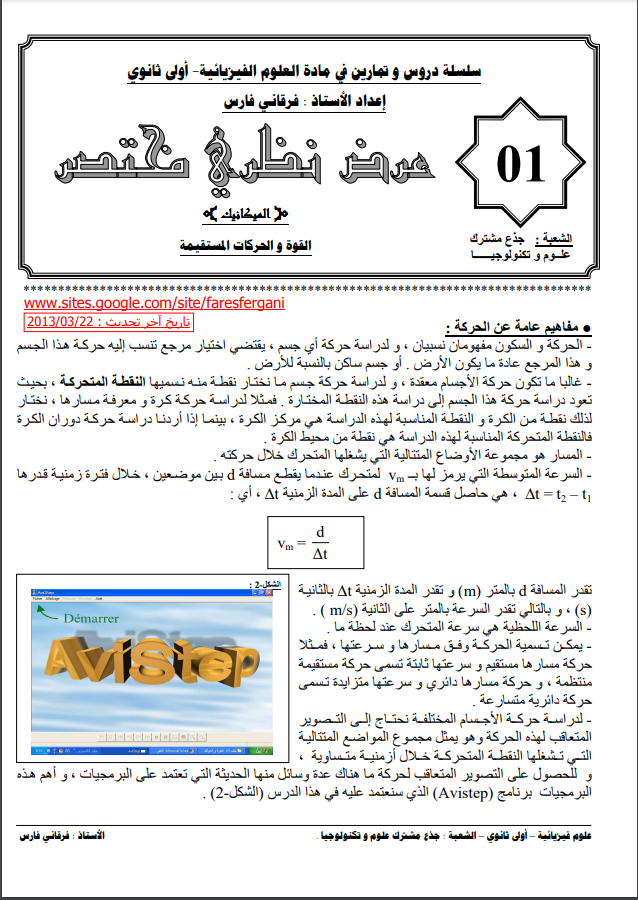 سلسلة دروس و تمارين في مادة العلوم الفيزيائية - أولى ثانوي
إعداد الأستاذ : فرقاني فارس
عرض نظري مختصر
01
الميكانيك
القوة و الحركات المستقيمة
الشعبة : جذع مشترك
علـوم و تكنولوجيـــا
www.sites.google.com/site/faresfergani
تاريخ آخر تحديث : 2013/03/22
● مفاهيم عامة عن الحركة :
- الحركة و السكون مفهومان نسبيان ، و لدراسة حركة أي جسم ، يقتضي اختيار مرجع تنسب إليه حركة هذا الجسم
و هذا المرجع عادة ما يكون الأرض . أو جسم ساكن بالنسبة للأرض .
- غالبا ما تكون حركة الأجسام معقدة ، و لدراسة حركة جسم ما نختار نقطة منه نسميها النقطة المتحركة ، بحيث
تعود دراسة حركة هذا الجسم إلى دراسة هذه النقطة المختارة . فمثلا لدراسة حركة كرة و معرفة مسارها ، نختار
لذلك نقطة من الكرة و النقطة المناسبة لهذه الدراسة هي مركز الكرة ، بينما إذا أردنا دراسة حركة دوران الكرة
فالنقطة المتحركة المناسبة لهذه الدراسة هي نقطة من محيط الكرة .
- المسار هو مجموعة الأوضاع المتتالية التي يشغلها المتحرك خلال حركته .
- السرعة المتوسطة التي يرمز لها بــ vm لمتحرك عندما يقطع مسافة d بين موضعين ، خلال فترة زمنية قدرها
Δt = t2 – t1 ، هي حاصل قسمة المسافة d على المدة الزمنية Δt ، أي :
vm = d / Δt
تقدر المسافة d بالمتر (m) و تقدر المدة الزمنية Δt بالثانية
(s) ، و بالتالي تقدر السرعة بالمتر على الثانية (m/s ) .
- السرعة اللحظية هي سرعة المتحرك عند لحظة ما .
- يمكن تسمية الحركة وفق مسارها و سرعتها ، فمثلا
حركة مسارها مستقيم و سرعتها ثابتة تسمى حركة مستقيمة
منتظمة ، و حركة مسارها دائري و سرعتها متزايدة تسمى
حركة دائرية متسارعة .
- لدراسة حركة الأجسام المختلفة نحتاج إلى التصوير
المتعاقب لهذه الحركة وهو يمثل مجموع المواضع المتتالية
التي تشغلها النقطة المتحركة خلال أزمنية متساوية ،
و للحصول على التصوير المتعاقب لحركة ما هناك عدة وسائل منها الحديثة التي تعتمد على البرمجيات ، و أهم هذه
البرمجيات برنامج (Avistep) الذي سنعتمد عليه في هذا الدرس (الشكل-2) .
الشكل-2 :
AviStep
Démarrer
AviStep
علوم فيزيائية – أولى ثانوي – الشعبة : جذع مشترك علوم و تكنولوجيا .
الأستاذ : فرقاني فارس